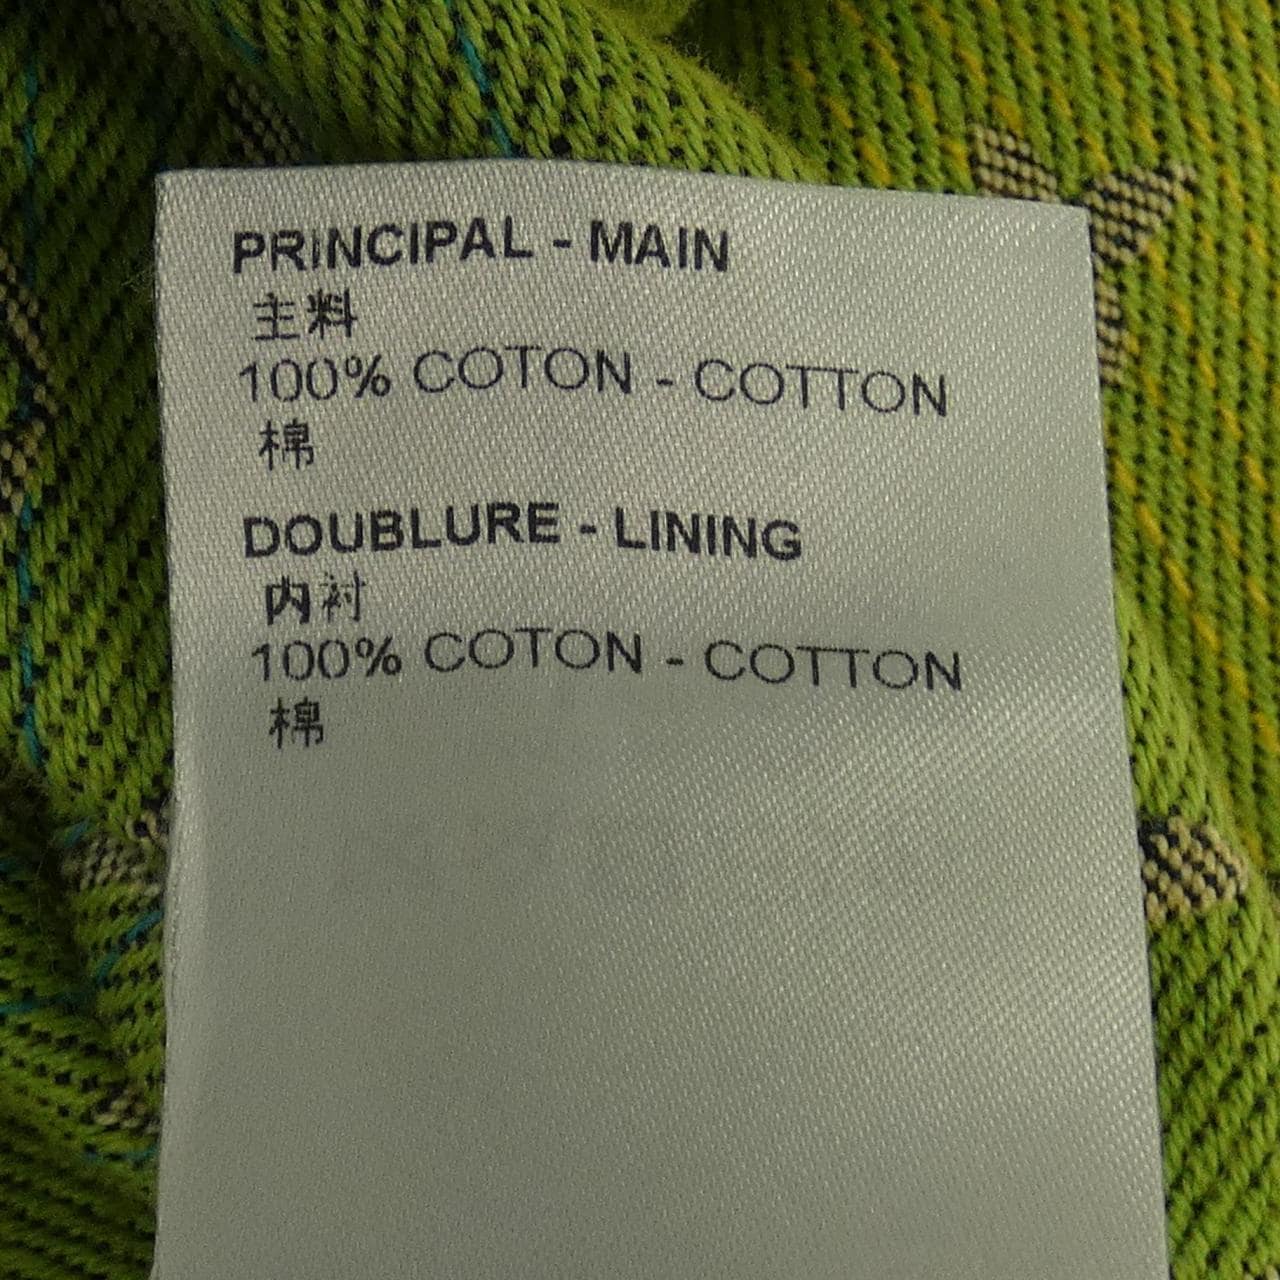 PRINCIPAL - MAIN
主料
100% COTON - COTTON
棉
DOUBLURE - LINING
内衬
100% COTON - COTTON
棉